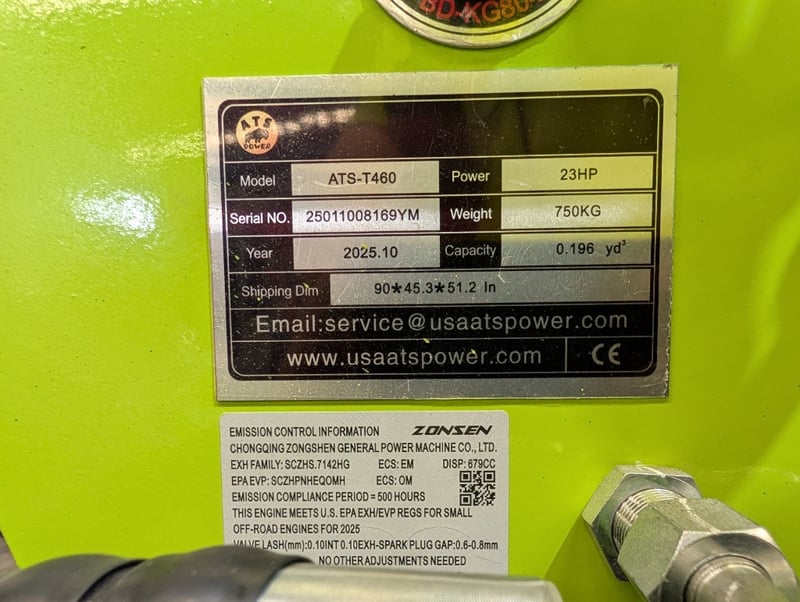 BD-KG80
ATS
POWER
Model ATS-T460 Power 23HP
Serial NO. 25011008169YM Weight 750KG
Year 2025.10 Capacity 0.196 yd³
Shipping Dim 90*45.3*51.2 In
Email:service@usaatspower.com
www.usaatspower.com CE
EMISSION CONTROL INFORMATION ZONSEN
CHONGQING ZONGSHEN GENERAL POWER MACHINE CO., LTD.
EXH FAMILY: SCZHS.7142HG ECS: EM DISP: 679CC
EPA EVP: SCZHPNHEQOMH ECS: OM
EMISSION COMPLIANCE PERIOD = 500 HOURS
THIS ENGINE MEETS U.S. EPA EXH/EVP REGS FOR SMALL
OFF-ROAD ENGINES FOR 2025
VALVE LASH(mm):0.10INT 0.10EXH-SPARK PLUG GAP:0.6-0.8mm
NO OTHER ADJUSTMENTS NEEDED